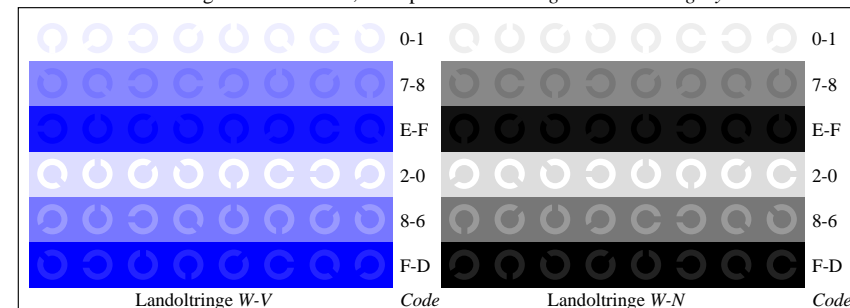 0-1 0-1
7-8 7-8
E-F E-F
2-0 2-0
8-6 8-6
F-D F-D
Landoltringe W-V Code Landoltringe W-N Code